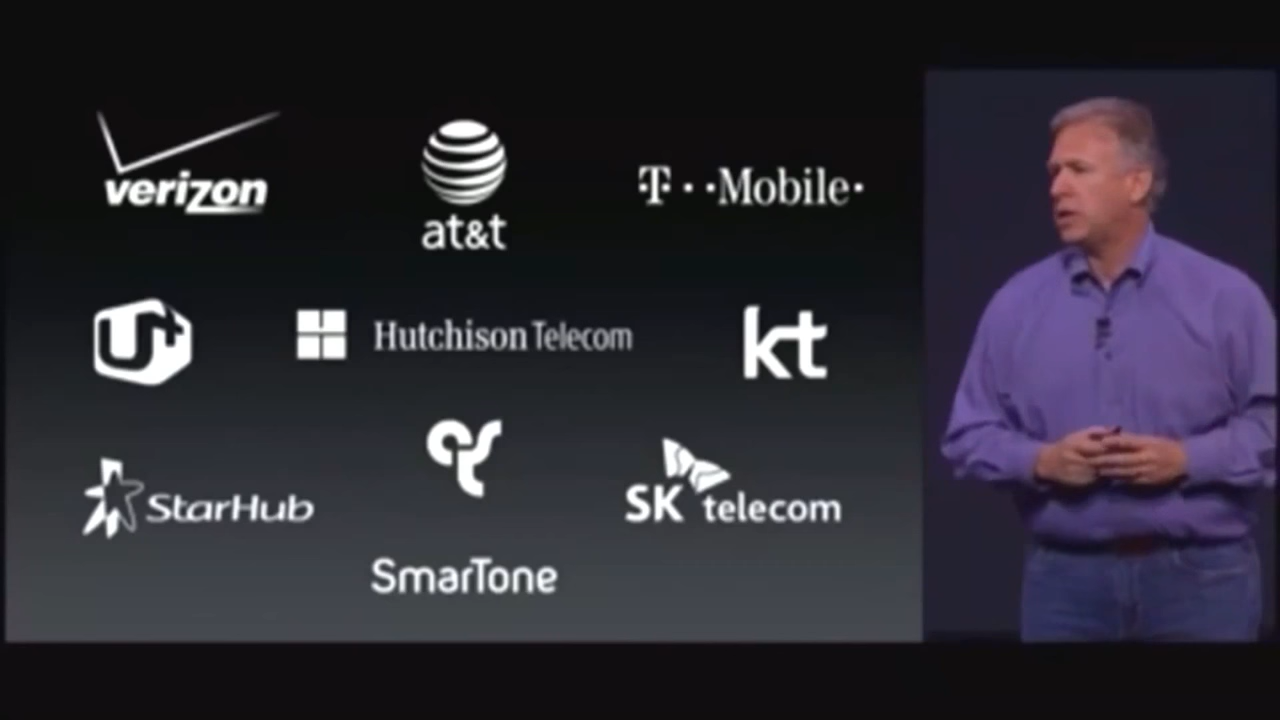 verizon
at&t
T··Mobile·
U+
Hutchison Telecom
kt
StarHub
SK telecom
SmarTone